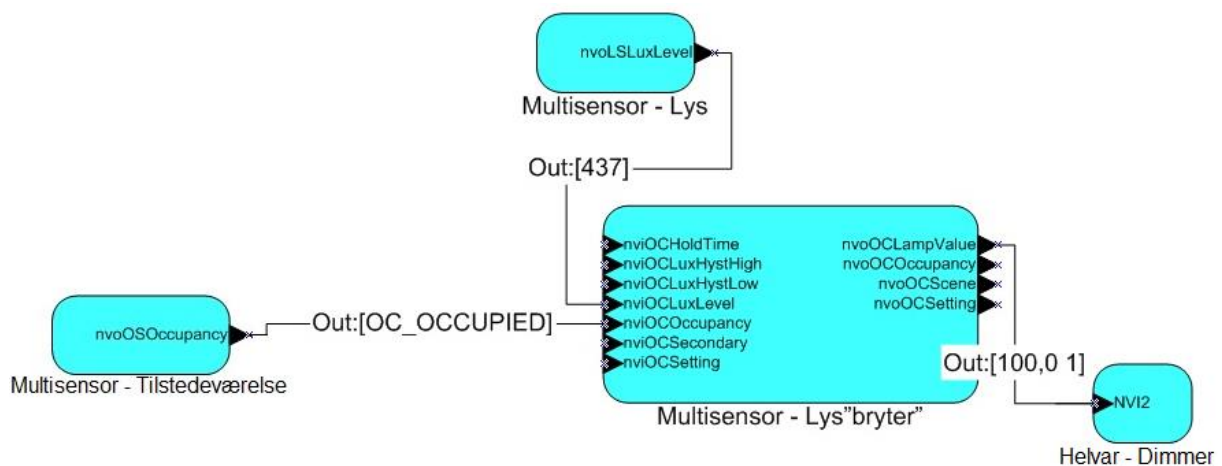 nvoLSLuxLevel
Multisensor - Lys
Out:[437]
nviOCHoldTime
nviOCLuxHystHigh
nviOCLuxHystLow
nviOCLuxLevel
nviOCOccupancy
nviOCSecondary
nviOCSetting
nvoOCLampValue
nvoOCOccupancy
nvoOCScene
nvoOCSetting
nvoOSOccupancy
Out:[OC_OCCUPIED]
Multisensor - Tilstedeværelse
Out:[100,0 1]
Multisensor - Lys”bryter”
NVI2
Helvar - Dimmer